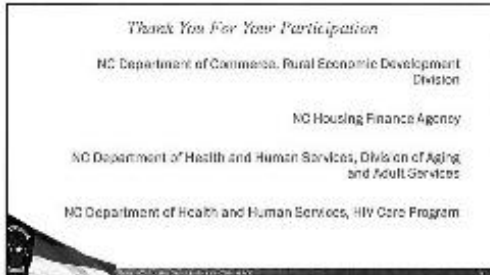 Thank You For Your Participation
NC Department of Commerce, Rural Economic Development
Division
NC Housing Finance Agency
NC Department of Health and Human Services, Division of Aging
and Adult Services
NC Department of Health and Human Services, HIV Care Program